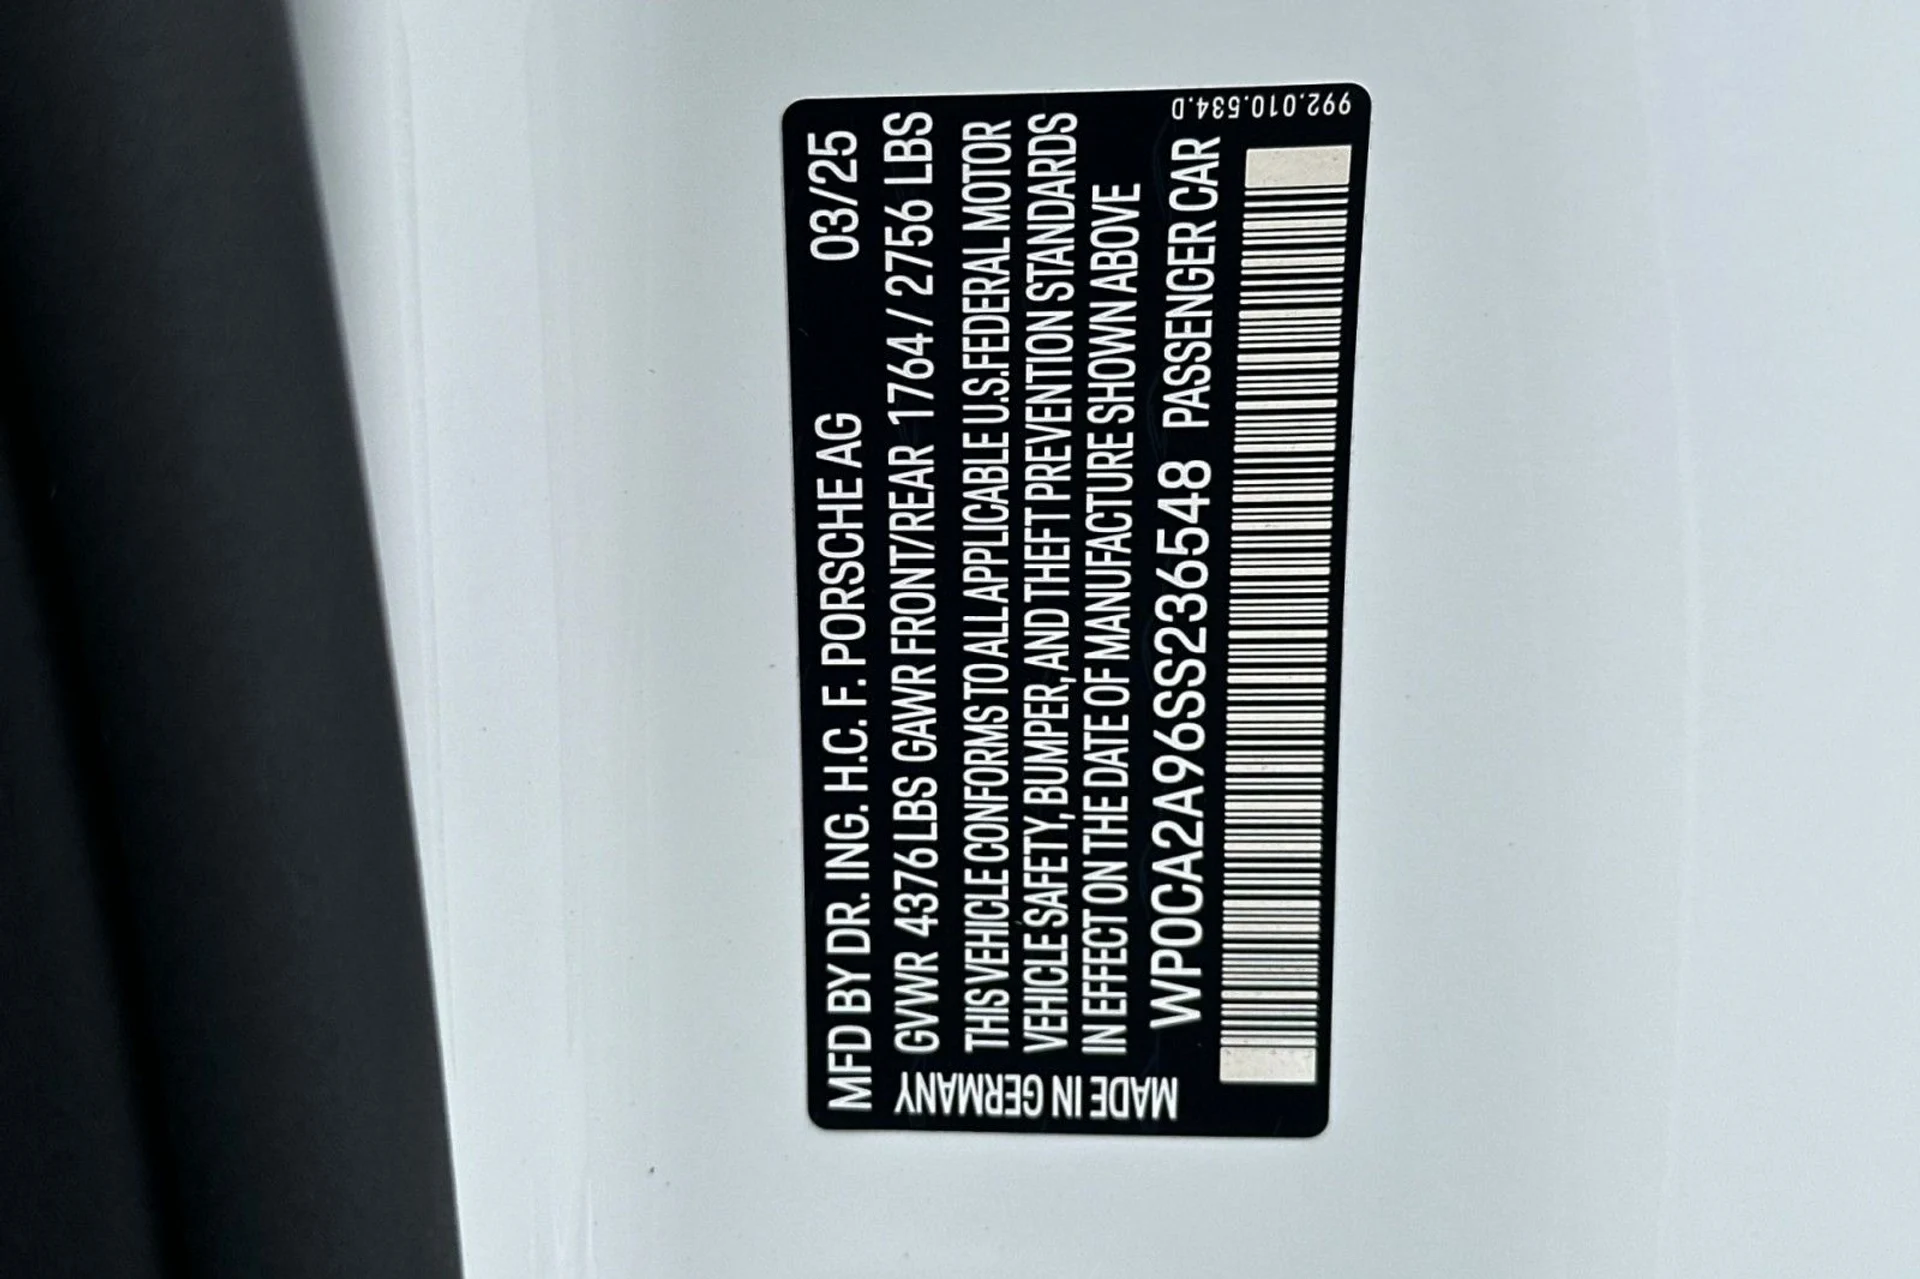 MFD BY DR. ING. H.C. F. PORSCHE AG 03/25
GVWR 4376 LBS GAWR FRONT/REAR 1764 / 2756 LBS
THIS VEHICLE CONFORMS TO ALL APPLICABLE U.S. FEDERAL MOTOR
VEHICLE SAFETY, BUMPER, AND THEFT PREVENTION STANDARDS
IN EFFECT ON THE DATE OF MANUFACTURE SHOWN ABOVE
WP0CA2A96SS236548 PASSENGER CAR
MADE IN GERMANY
992.010.534.D